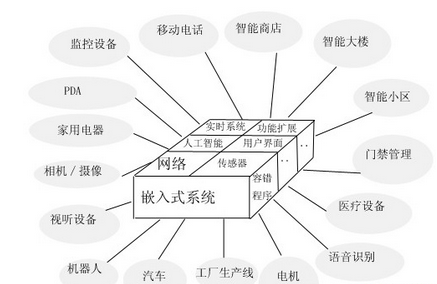 移动电话
智能商店
监控设备
智能大楼
PDA
智能小区
实时系统
功能扩展
家用电器
人工智能
用户界面
‥
门禁管理
相机／摄像
网络
传感器
‥
容错
程序
嵌入式系统
视听设备
医疗设备
语音识别
机器人
汽车
工厂生产线
电机